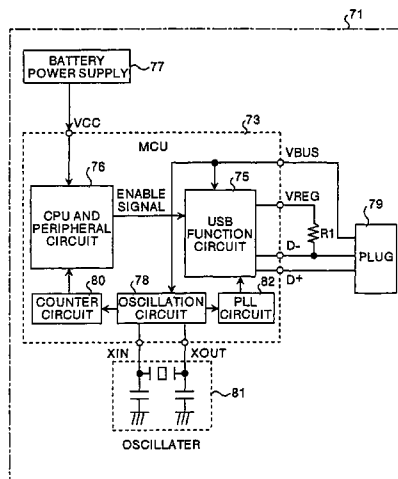 71
BATTERY
POWER SUPPLY
77
VCC
73
MCU
VBUS
76
ENABLE
SIGNAL
75
VREG
79
CPU AND
PERIPHERAL
CIRCUIT
USB
FUNCTION
CIRCUIT
R1
D-
PLUG
D+
80
78
82
COUNTER
CIRCUIT
OSCILLATION
CIRCUIT
PLL
CIRCUIT
XIN
XOUT
81
OSCILLATER